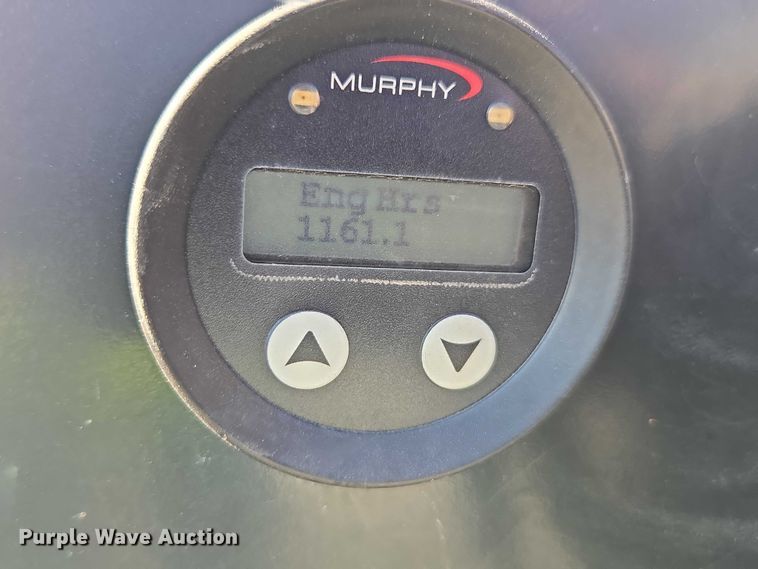 MURPHY
Eng Hrs
1161.1
Purple Wave Auction